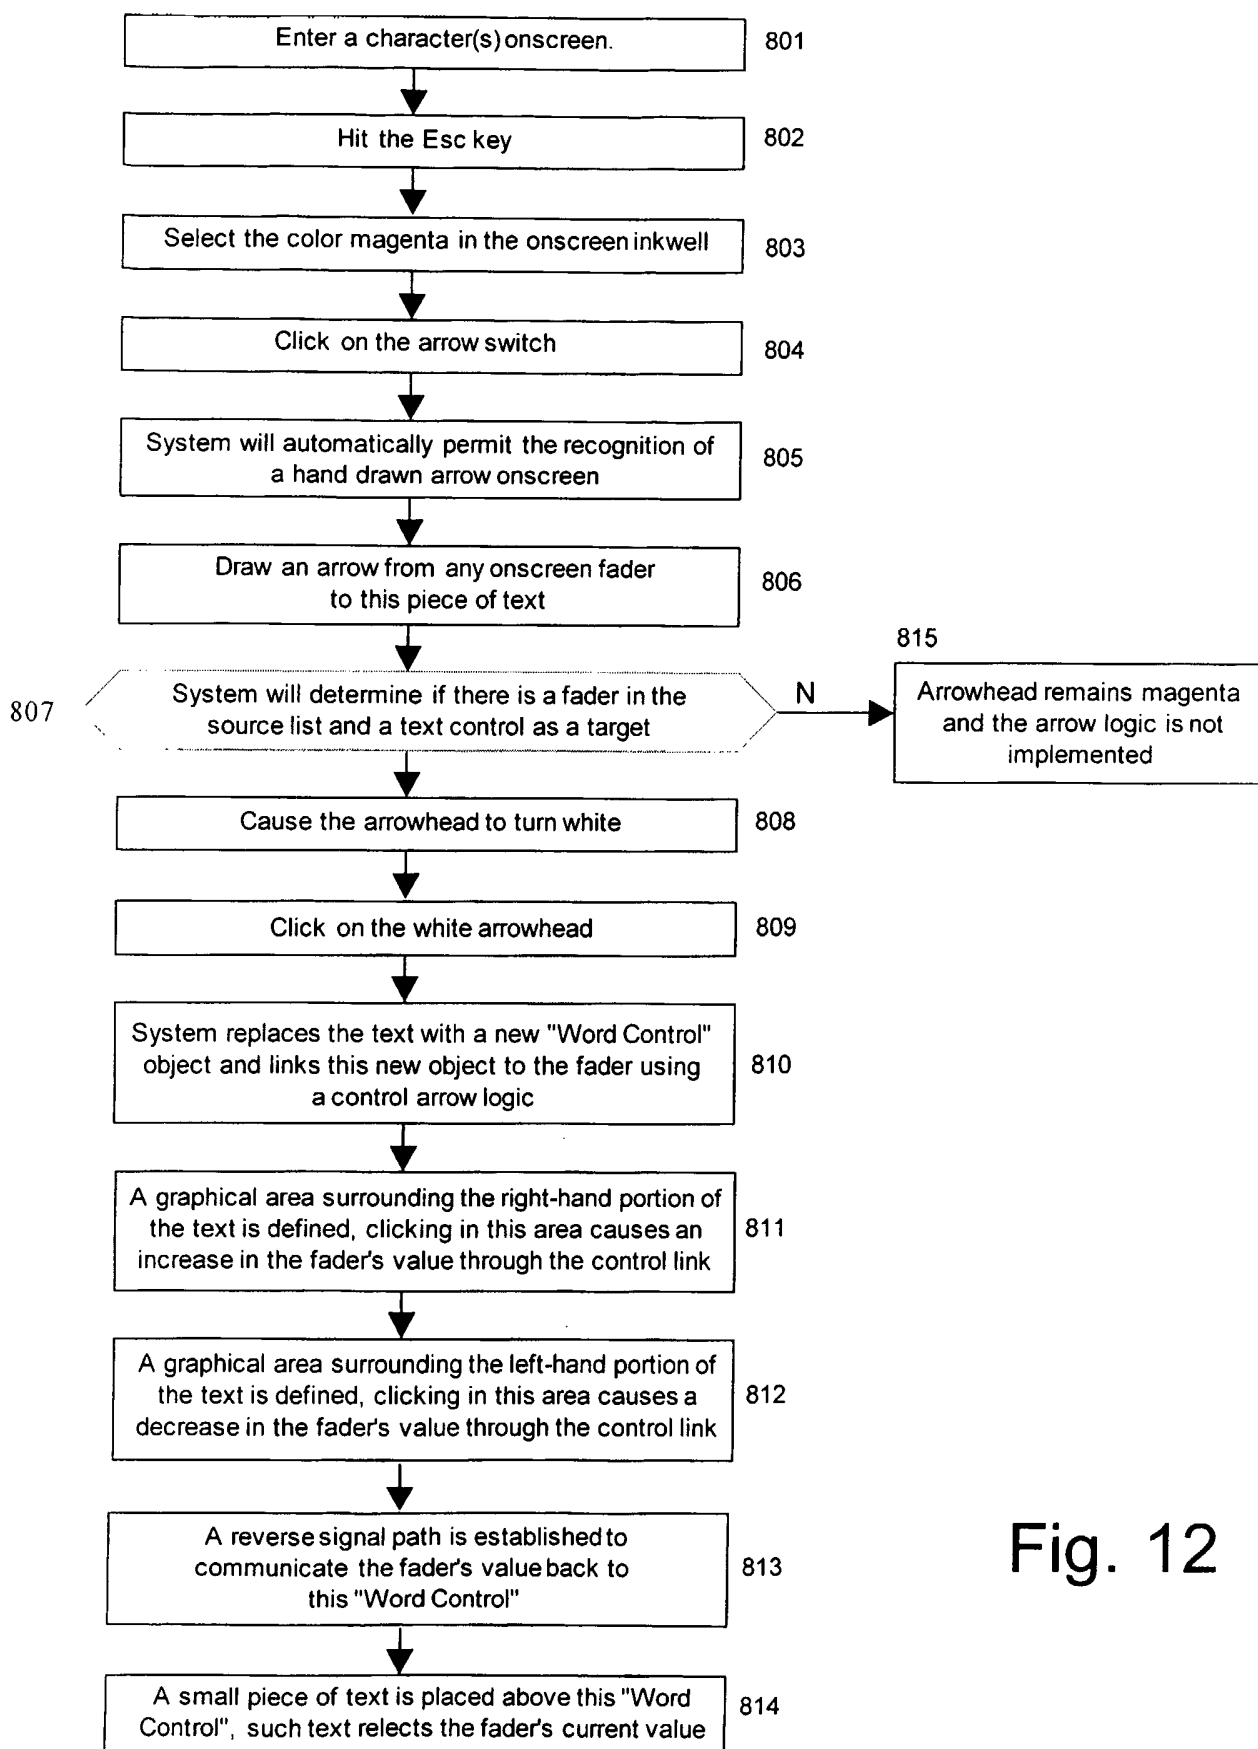 Enter a character(s) onscreen.
801
Hit the Esc key
802
Select the color magenta in the onscreen inkwell
803
Click on the arrow switch
804
System will automatically permit the recognition of
a hand drawn arrow onscreen
805
Draw an arrow from any onscreen fader
to this piece of text
806
807
System will determine if there is a fader in the
source list and a text control as a target
N
815
Arrowhead remains magenta
and the arrow logic is not
implemented
Cause the arrowhead to turn white
808
Click on the white arrowhead
809
System replaces the text with a new "Word Control"
object and links this new object to the fader using
a control arrow logic
810
A graphical area surrounding the right-hand portion of
the text is defined, clicking in this area causes an
increase in the fader's value through the control link
811
A graphical area surrounding the left-hand portion of
the text is defined, clicking in this area causes a
decrease in the fader's value through the control link
812
A reverse signal path is established to
communicate the fader's value back to
this "Word Control"
813
A small piece of text is placed above this "Word
Control", such text relects the fader's current value
814
Fig. 12